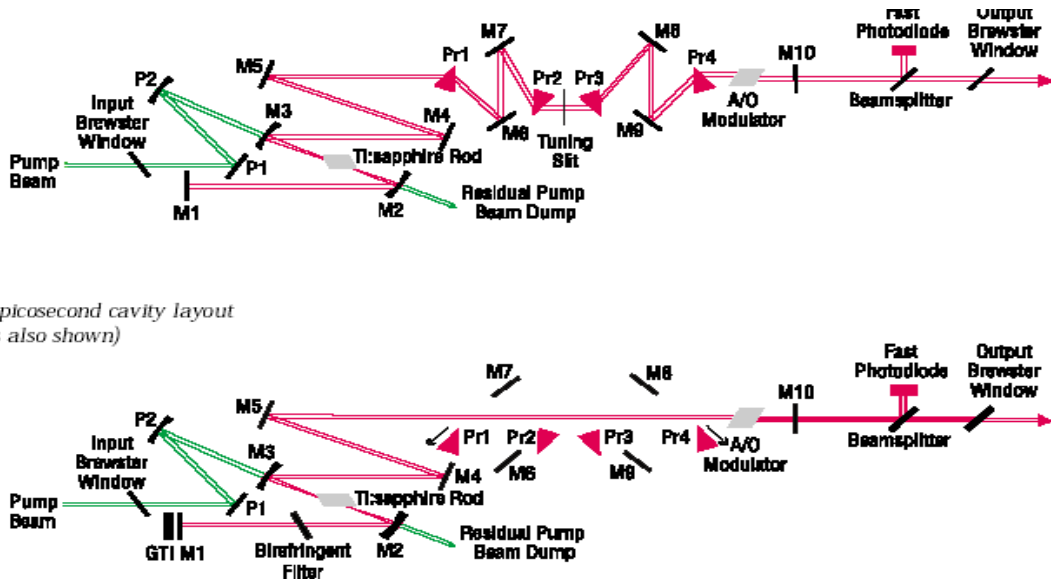 Fast
Photodiode
Output
Brewster
Window
M10
M7
M8
M5
Pr1
Pr2
Pr3
Pr4
P2
Input
Brewster
Window
M3
M4
M6
M9
A/O
Modulator
Beamsplitter
Tuning
Slit
Ti:sapphire Rod
Pump
Beam
P1
M1
M2
Residual Pump
Beam Dump
picosecond cavity layout
also shown)
Fast
Photodiode
Output
Brewster
Window
M7
M8
M10
M5
P2
Input
Brewster
Window
Pr1
Pr2
Pr3
Pr4
A/O
Modulator
Beamsplitter
M3
M4
M6
M9
Ti:sapphire Rod
Pump
Beam
P1
GTI M1
Birefringent
Filter
M2
Residual Pump
Beam Dump